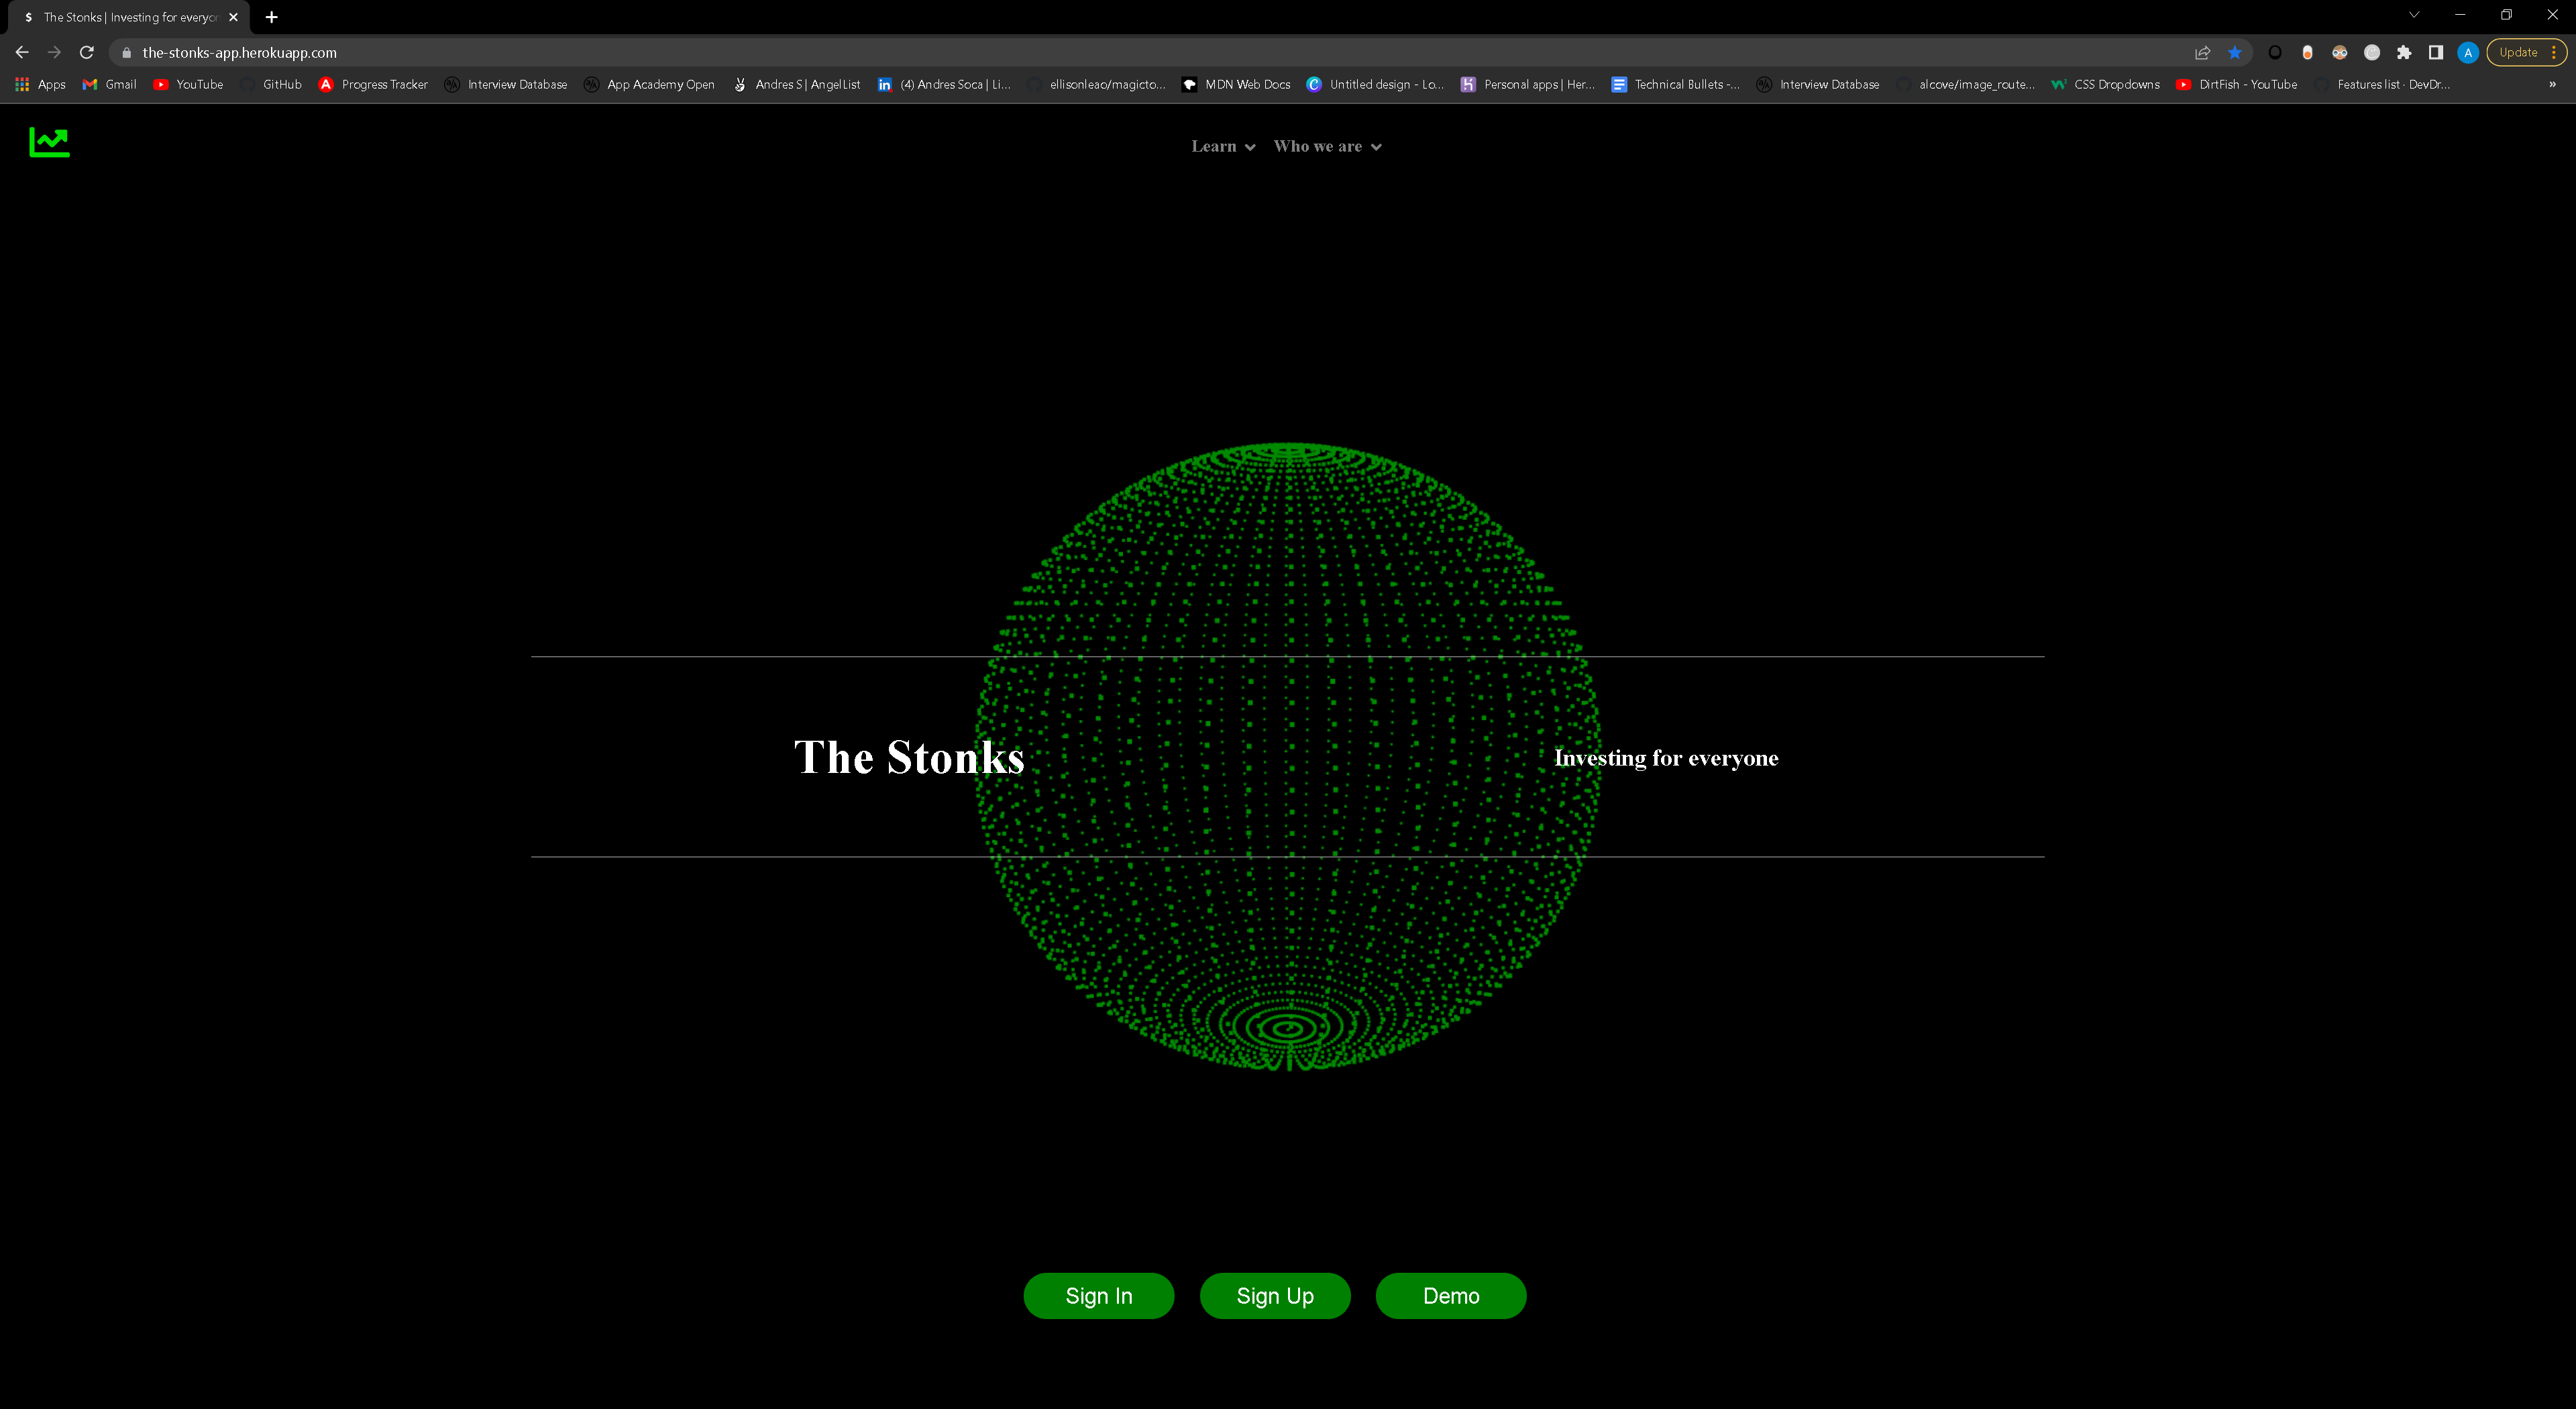 $ The Stonks | Investing for everyon
the-stonks-app.herokuapp.com
A Update
Apps Gmail YouTube GitHub A Progress Tracker Interview Database App Academy Open Andres S | AngelList in (4) Andres Soca | Li... ellisonleao/magicto... MDN Web Docs Untitled design - Lo... Personal apps | Her... Technical Bullets -... Interview Database alcove/image_route... CSS Dropdowns DirtFish - YouTube Features list · DevDr... »
Learn Who we are
The Stonks Investing for everyone
Sign In Sign Up Demo